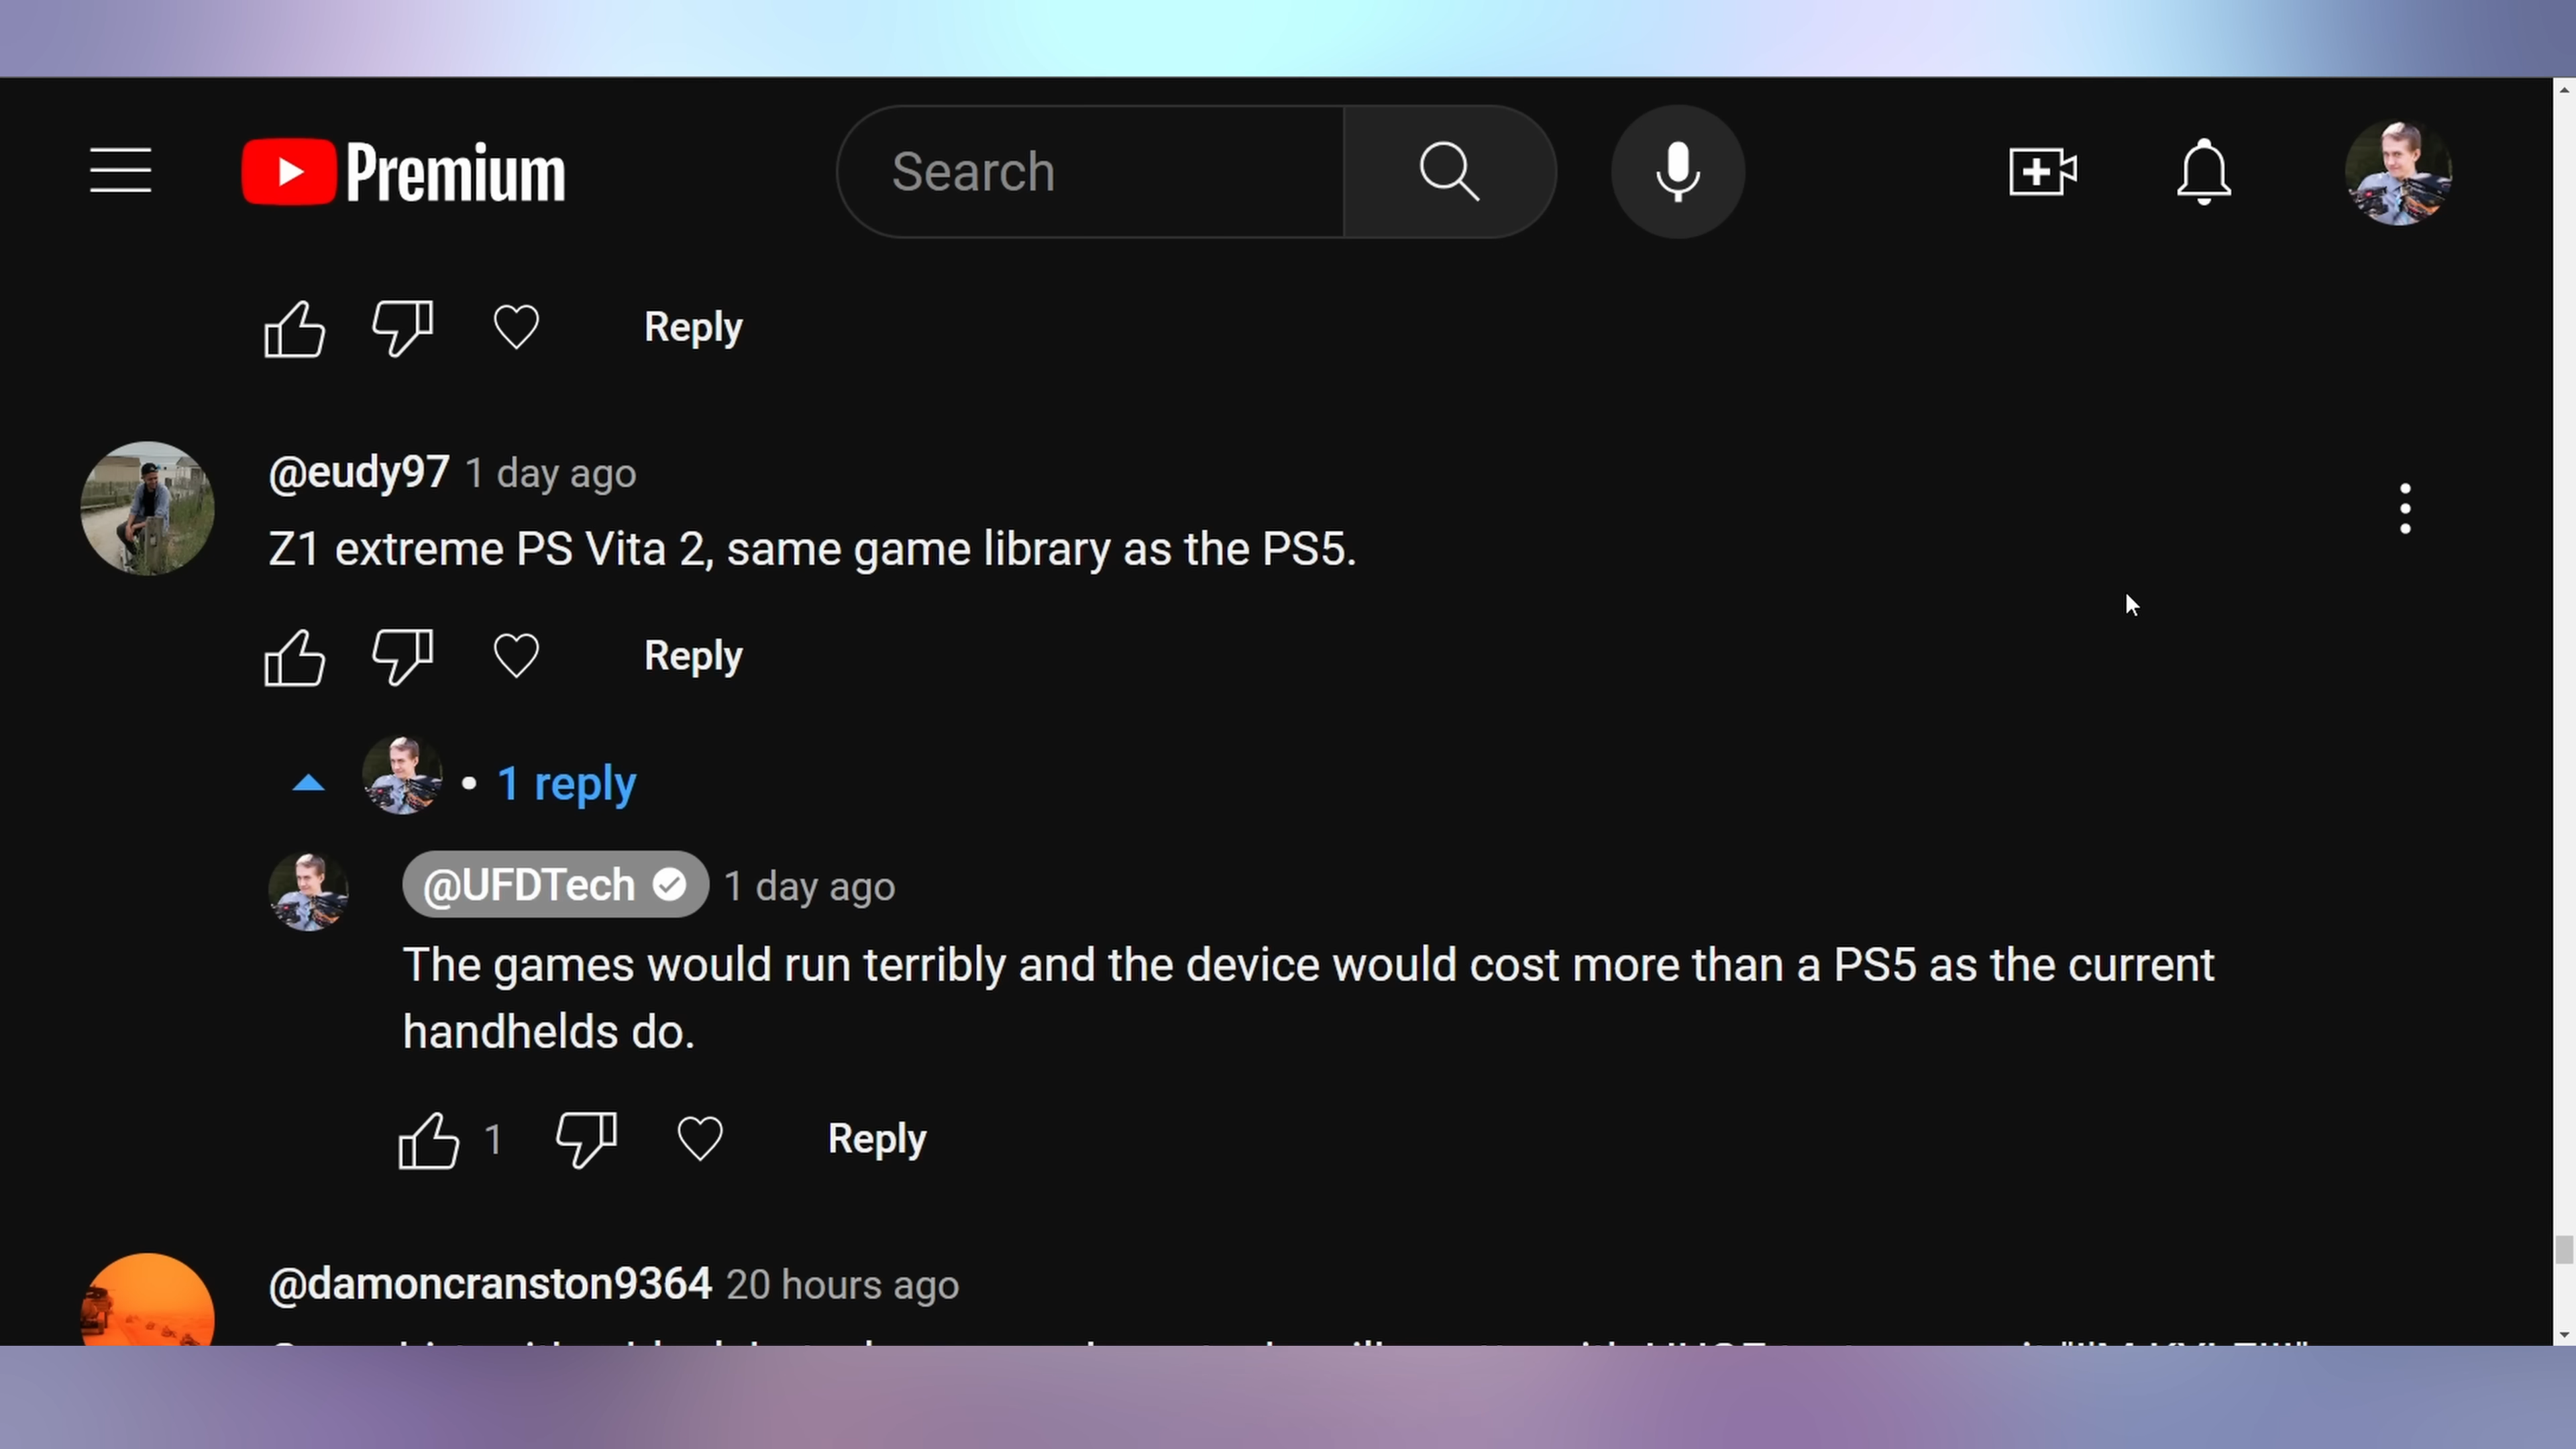 Premium
Search
Reply
@eudy97 1 day ago
Z1 extreme PS Vita 2, same game library as the PS5.
Reply
• 1 reply
@UFDTech 1 day ago
The games would run terribly and the device would cost more than a PS5 as the current
handhelds do.
1 Reply
@damoncranston9364 20 hours ago